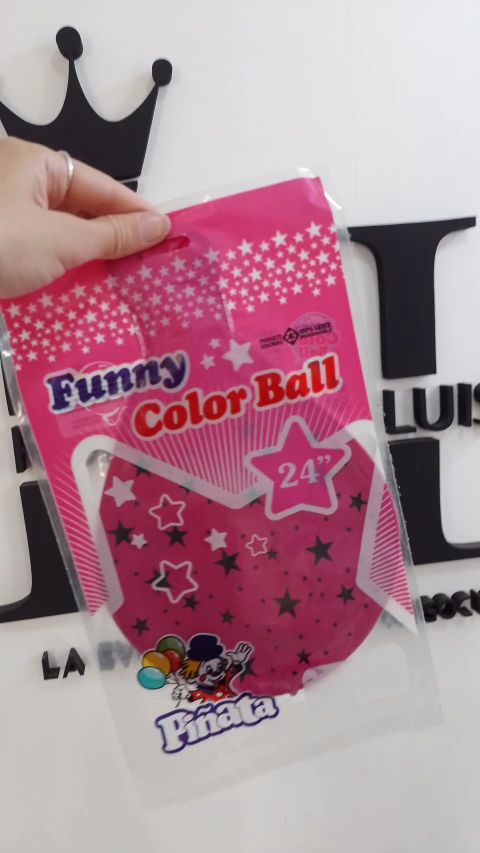 Funny
Color Ball
24”
Piñata
LUIS
LA